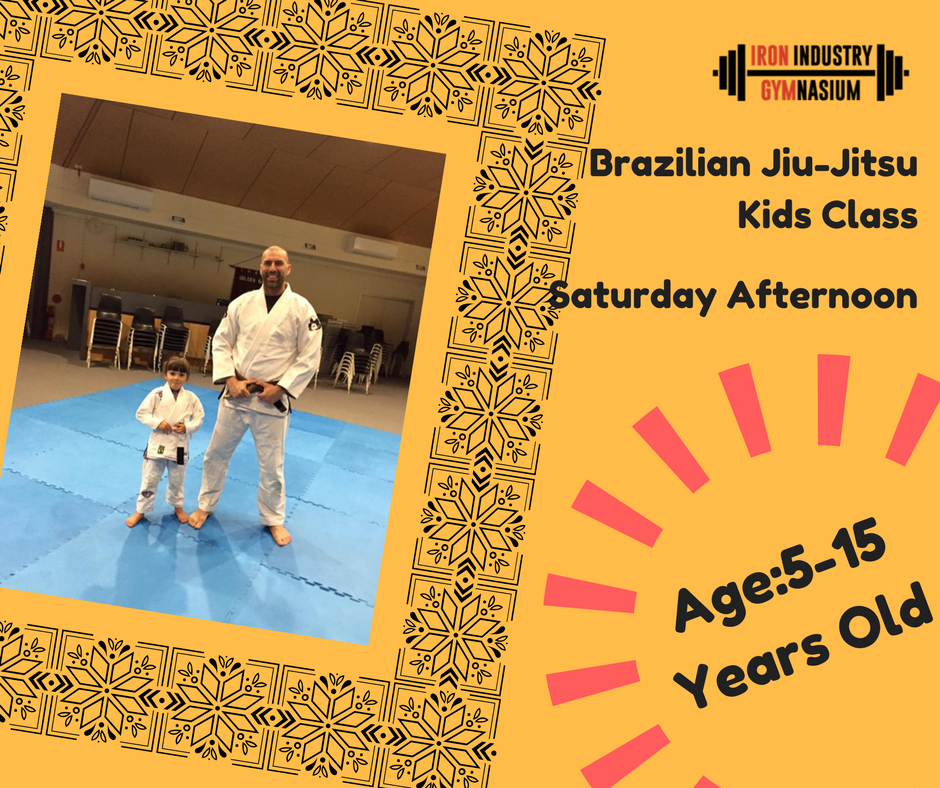 IRON INDUSTRY
GYMNASIUM
Brazilian Jiu-Jitsu
Kids Class
Saturday Afternoon
Age:5-15
Years Old